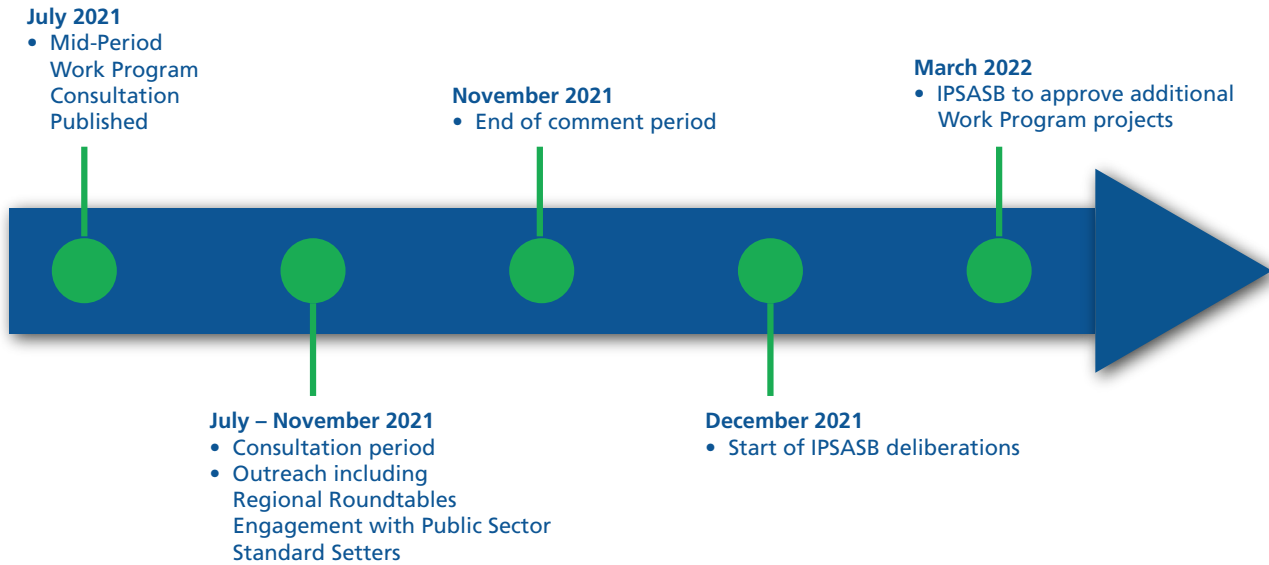 July 2021
• Mid-Period
Work Program
Consultation
Published
July – November 2021
• Consultation period
• Outreach including
Regional Roundtables
Engagement with Public Sector
Standard Setters
November 2021
• End of comment period
December 2021
• Start of IPSASB deliberations
March 2022
• IPSASB to approve additional
Work Program projects